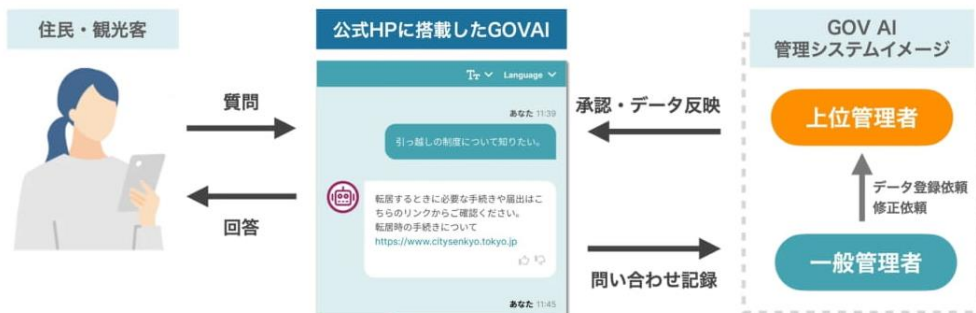 住民・観光客
質問
回答
公式HPに搭載したGOVAI
TT Language
あなた 11:39
引っ越しの制度について知りたい。
転居するときに必要な手続きや届出はこ
ちらのリンクからご確認ください。
転居時の手続きについて
https://www.citysenkyo.tokyo.jp
あなた 11:45
承認・データ反映
問い合わせ記録
GOV AI
管理システムイメージ
上位管理者
データ登録依頼
修正依頼
一般管理者